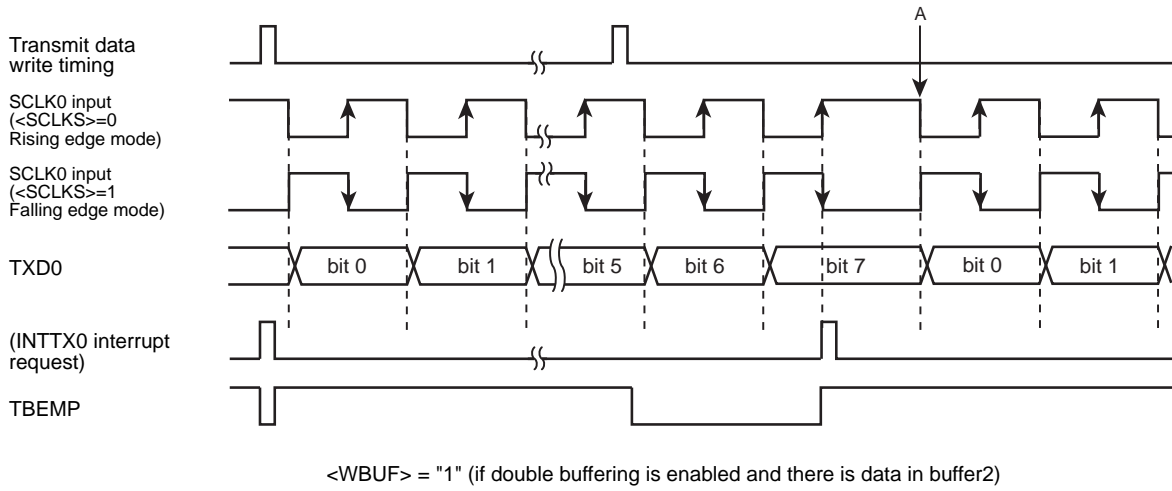 A
Transmit data
write timing
SCLK0 input
(<SCLKS>=0
Rising edge mode)
SCLK0 input
(<SCLKS>=1
Falling edge mode)
TXD0
bit 0
bit 1
bit 5
bit 6
bit 7
bit 0
bit 1
(INTTX0 interrupt
request)
TBEMP
<WBUF> = "1" (if double buffering is enabled and there is data in buffer2)